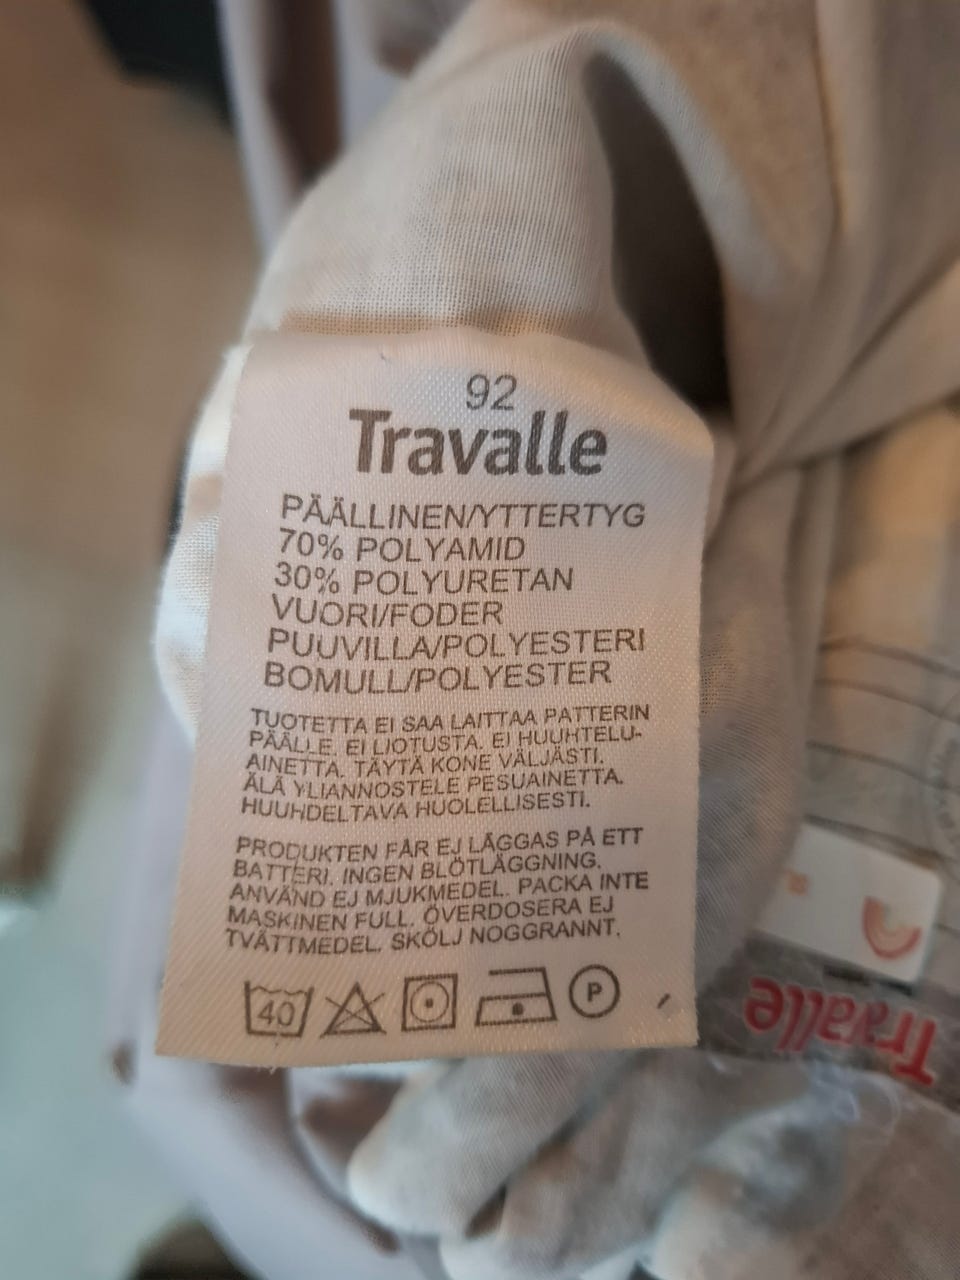 92
Travalle
PÄÄLLINEN/YTTERTYG
70% POLYAMID
30% POLYURETAN
VUORI/FODER
PUUVILLA/POLYESTERI
BOMULL/POLYESTER
TUOTETTA EI SAA LAITTAA PATTERIN
PÄÄLLE. EI LIOTUSTA. EI HUUHTELU-
AINETTA. TÄYTÄ KONE VÄLJÄSTI.
ÄLÄ YLIANNOSTELE PESUAINETTA.
HUUHDELTAVA HUOLELLISESTI.
PRODUKTEN FÅR EJ LÄGGAS PÅ ETT
BATTERI. INGEN BLÖTLÄGGNING.
ANVÄND EJ MJUKMEDEL. PACKA INTE
MASKINEN FULL. ÖVERDOSERA EJ
TVÄTTMEDEL. SKÖLJ NOGGRANNT.
40 P
Travalle